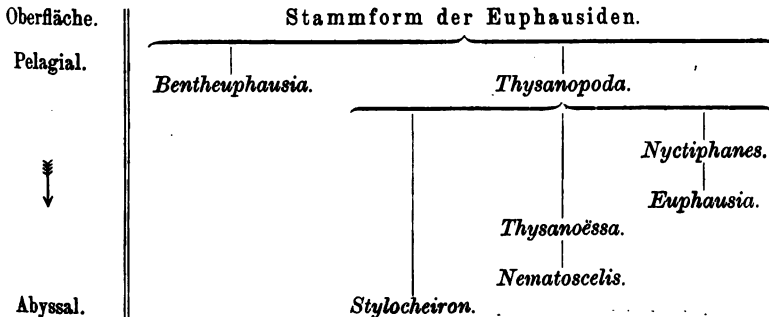 Oberfläche. Stammform der Euphausiden.
Pelagial.
Bentheuphausia. Thysanopoda.
Nyctiphanes.
Euphausia.
Thysanoëssa.
Nematoscelis.
Abyssal. Stylocheiron.